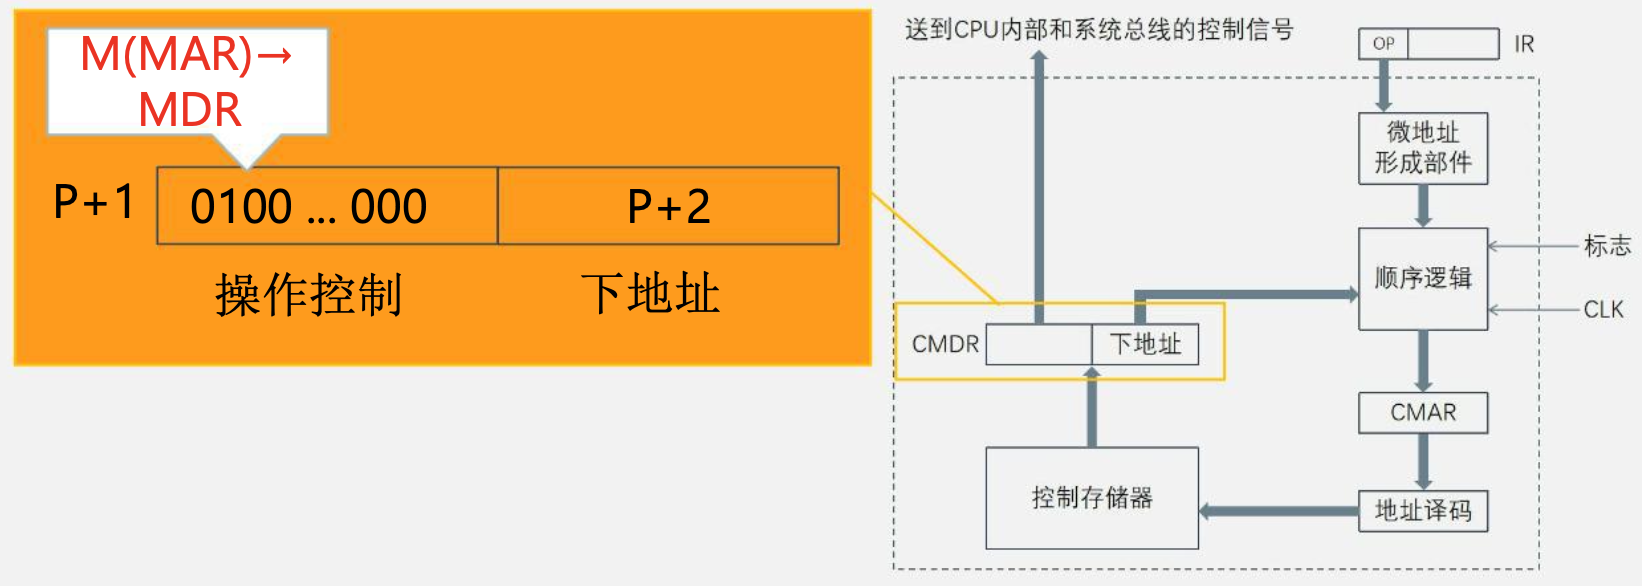 M(MAR)→
MDR
P+1
0100 ... 000
P+2
操作控制
下地址
送到CPU内部和系统总线的控制信号
OP
IR
微地址
形成部件
顺序逻辑
标志
CLK
CMDR
下地址
CMAR
控制存储器
地址译码